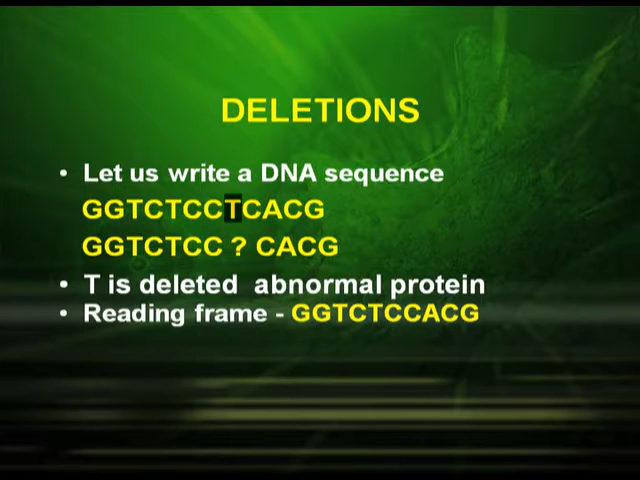 DELETIONS
• Let us write a DNA sequence
GGTCTCCTCACG
GGTCTCC ? CACG
• T is deleted abnormal protein
• Reading frame - GGTCTCCACG